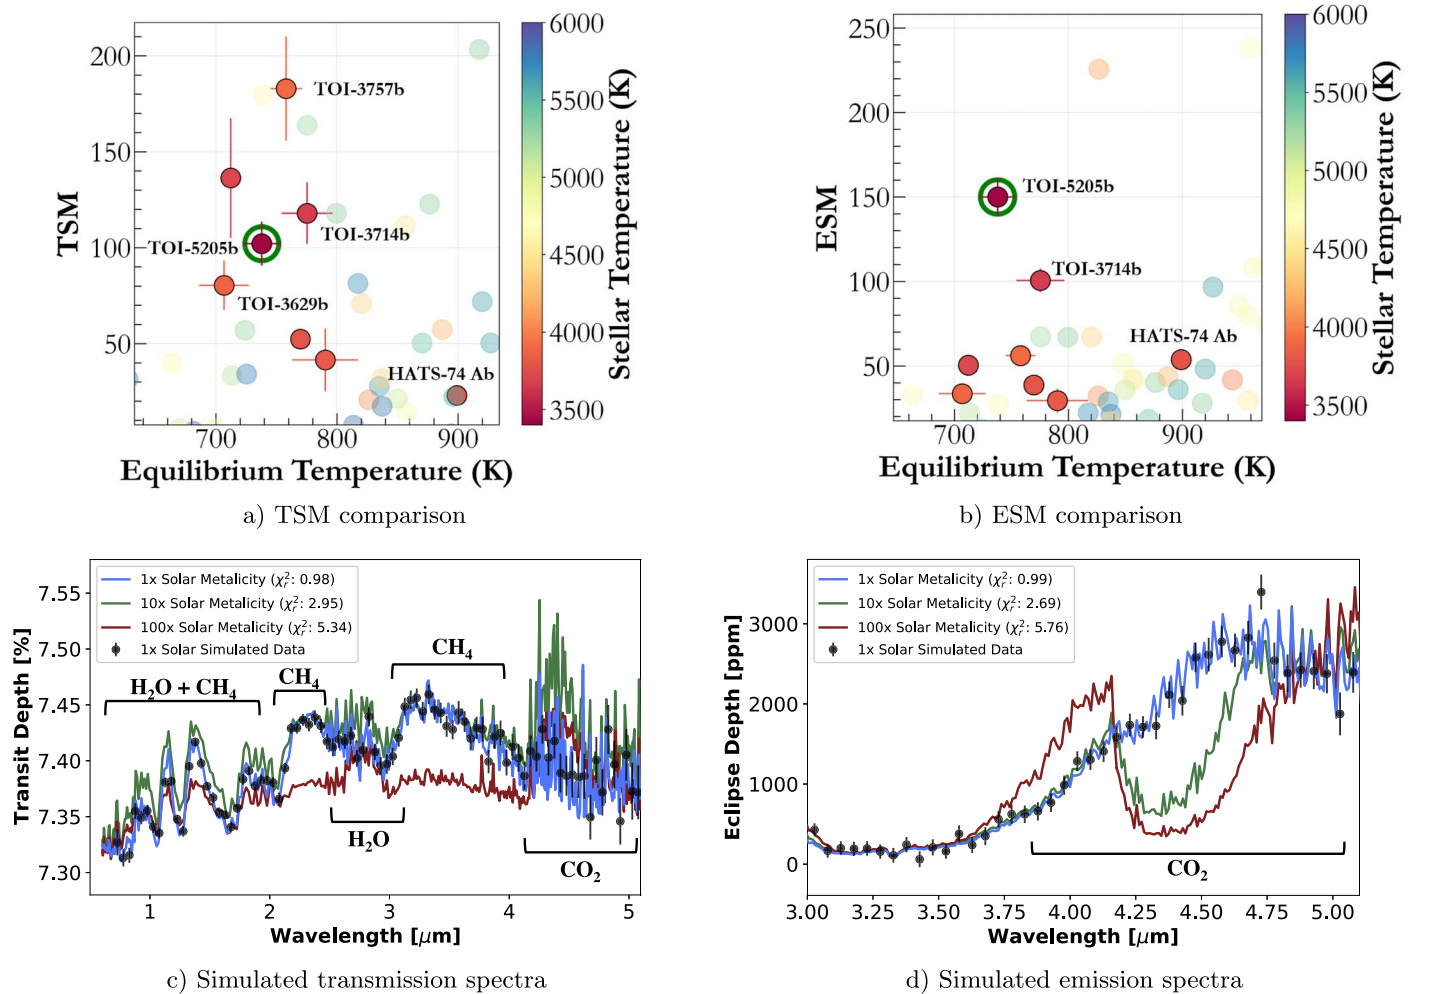 200
150
100
50
TSM
TOI-3757b
TOI-3714b
TOI-5205b
TOI-3629b
HATS-74 Ab
700
800
900
Equilibrium Temperature (K)
6000
5500
5000
4500
4000
3500
Stellar Temperature (K)
a) TSM comparison
250
200
150
100
50
ESM
TOI-5205b
TOI-3714b
HATS-74 Ab
700
800
900
Equilibrium Temperature (K)
6000
5500
5000
4500
4000
3500
Stellar Temperature (K)
b) ESM comparison
7.55
7.50
7.45
7.40
7.35
7.30
Transit Depth [%]
1x Solar Metalicity (χ²ᵣ: 0.98)
10x Solar Metalicity (χ²ᵣ: 2.95)
100x Solar Metalicity (χ²ᵣ: 5.34)
1x Solar Simulated Data
H₂O + CH₄
CH₄
CH₄
H₂O
CO₂
1
2
3
4
5
Wavelength [μm]
c) Simulated transmission spectra
3000
2000
1000
0
Eclipse Depth [ppm]
1x Solar Metalicity (χ²ᵣ: 0.99)
10x Solar Metalicity (χ²ᵣ: 2.69)
100x Solar Metalicity (χ²ᵣ: 5.76)
1x Solar Simulated Data
CO₂
3.00
3.25
3.50
3.75
4.00
4.25
4.50
4.75
5.00
Wavelength [μm]
d) Simulated emission spectra